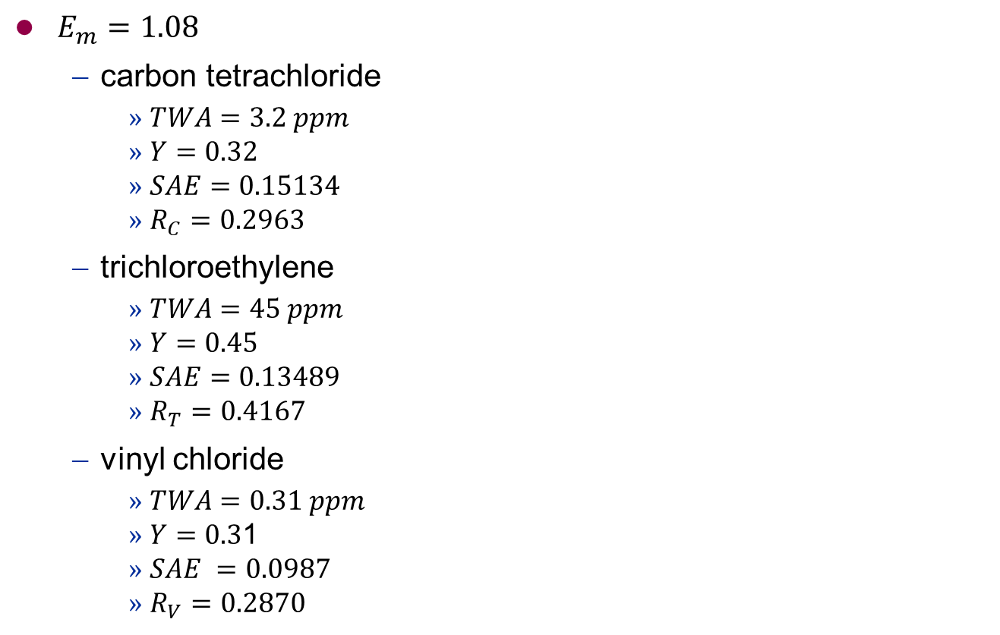 ● E_m = 1.08
– carbon tetrachloride
» TWA = 3.2 ppm
» Y = 0.32
» SAE = 0.15134
» R_C = 0.2963
– trichloroethylene
» TWA = 45 ppm
» Y = 0.45
» SAE = 0.13489
» R_T = 0.4167
– vinyl chloride
» TWA = 0.31 ppm
» Y = 0.31
» SAE = 0.0987
» R_V = 0.2870